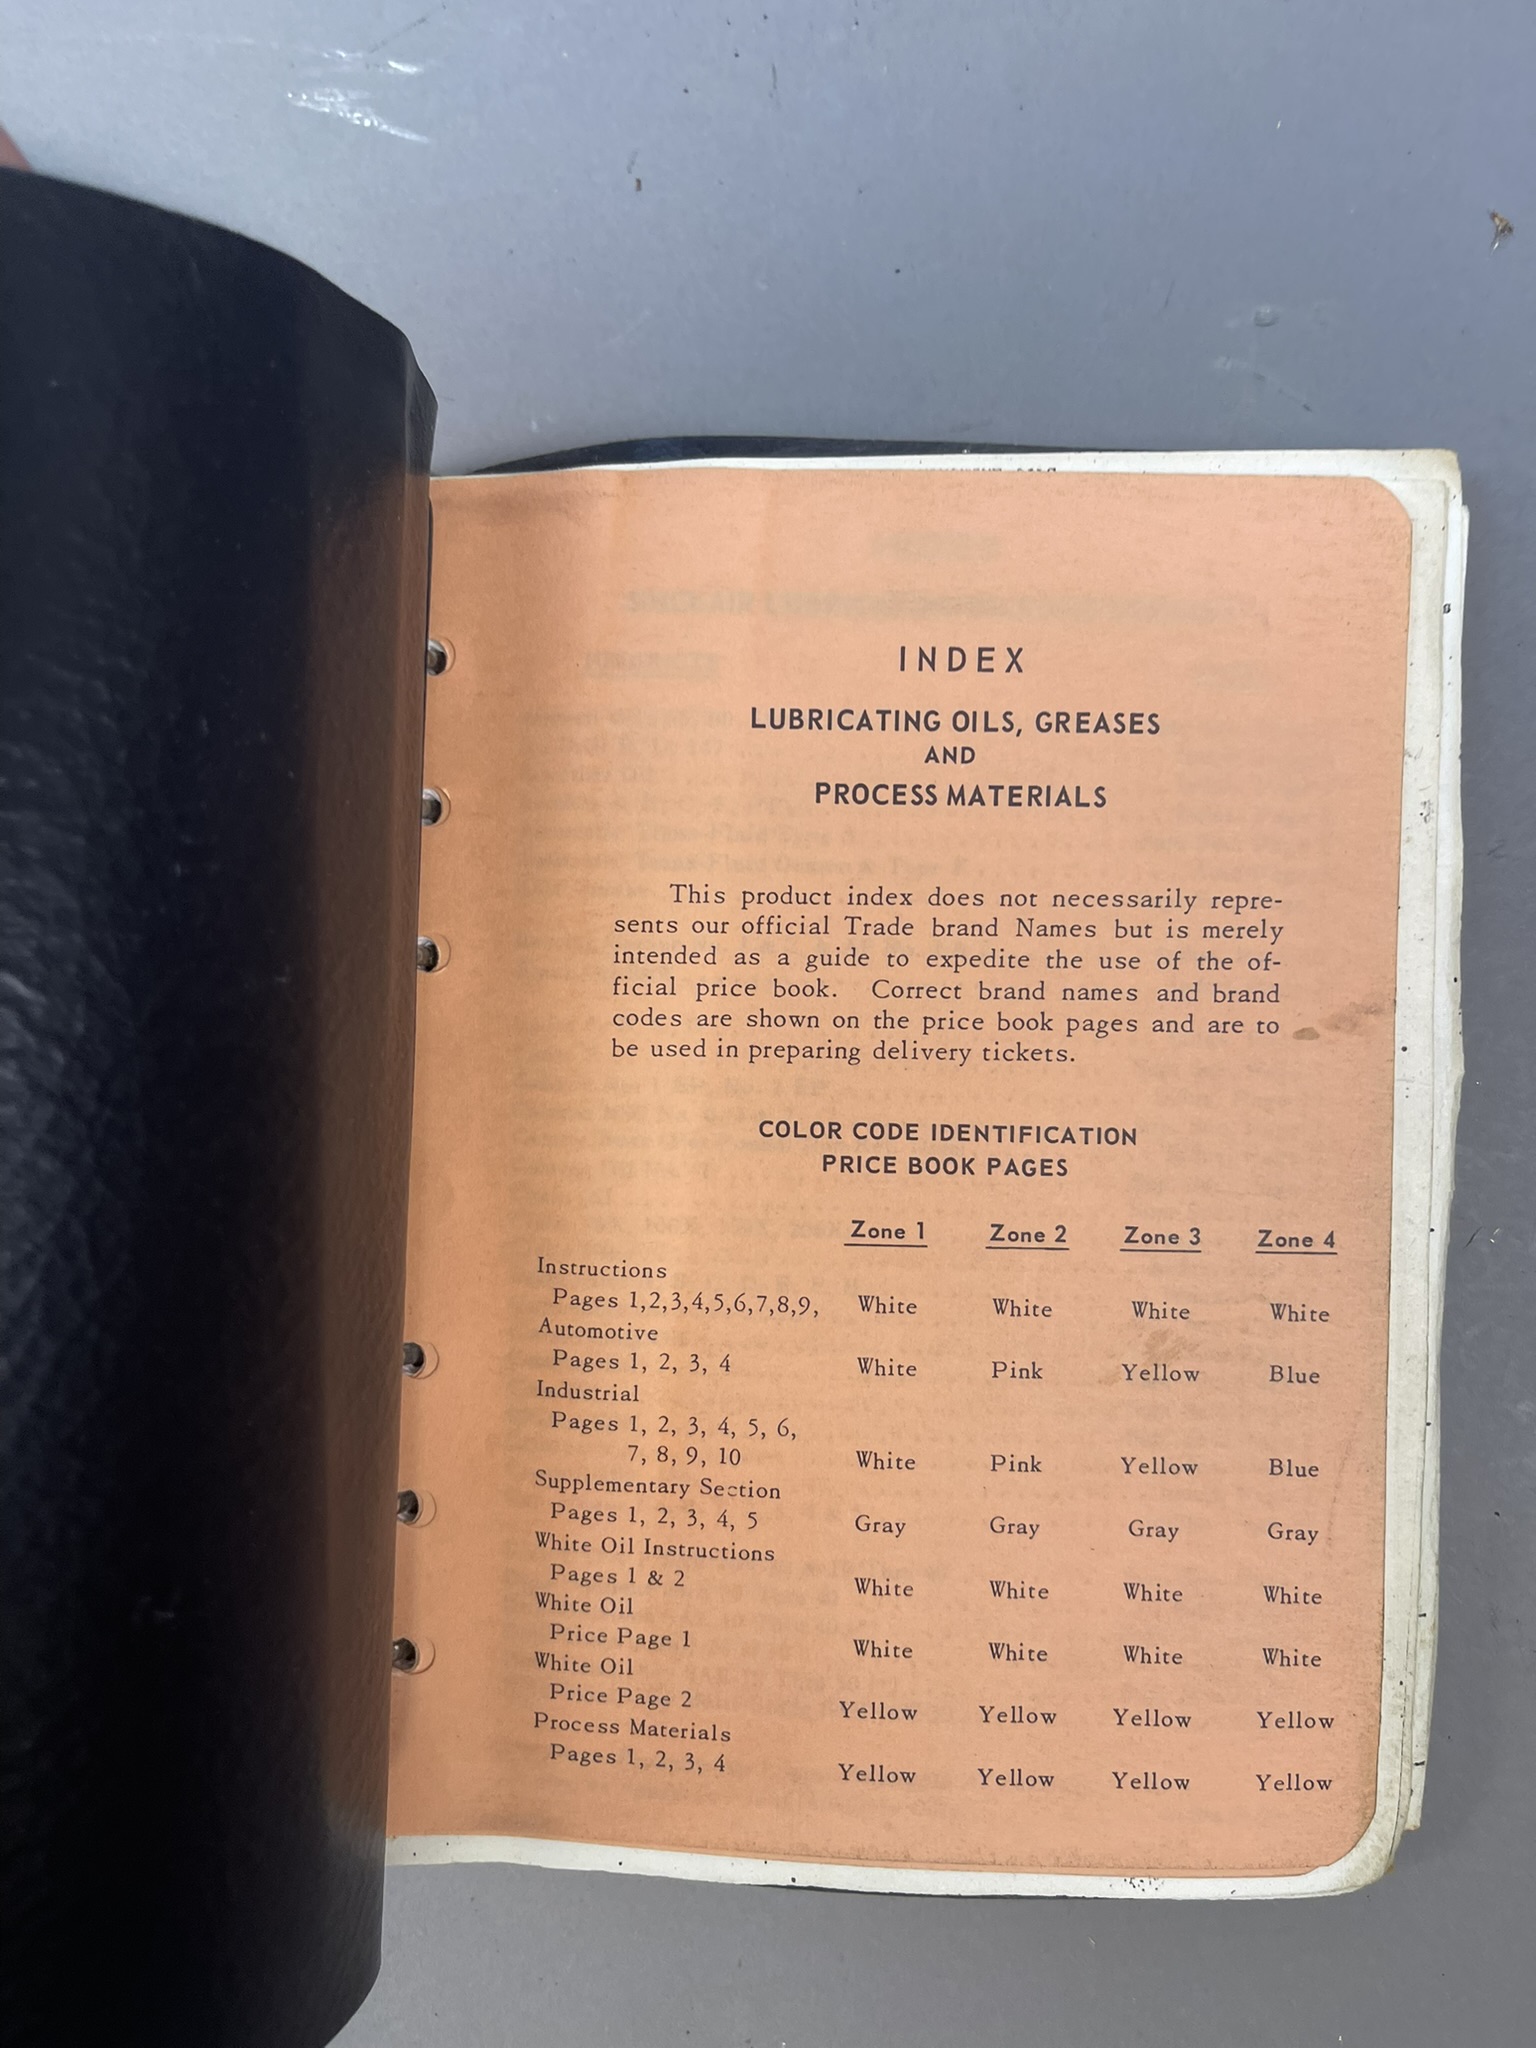 INDEX
LUBRICATING OILS, GREASES
AND
PROCESS MATERIALS
This product index does not necessarily repre-
sents our official Trade brand Names but is merely
intended as a guide to expedite the use of the of-
ficial price book. Correct brand names and brand
codes are shown on the price book pages and are to
be used in preparing delivery tickets.
COLOR CODE IDENTIFICATION
PRICE BOOK PAGES
Zone 1 Zone 2 Zone 3 Zone 4
Instructions
Pages 1,2,3,4,5,6,7,8,9, White White White White
Automotive
Pages 1, 2, 3, 4 White Pink Yellow Blue
Industrial
Pages 1, 2, 3, 4, 5, 6,
7, 8, 9, 10 White Pink Yellow Blue
Supplementary Section
Pages 1, 2, 3, 4, 5 Gray Gray Gray Gray
White Oil Instructions
Pages 1 & 2 White White White White
White Oil
Price Page 1 White White White White
White Oil
Price Page 2 Yellow Yellow Yellow Yellow
Process Materials
Pages 1, 2, 3, 4 Yellow Yellow Yellow Yellow